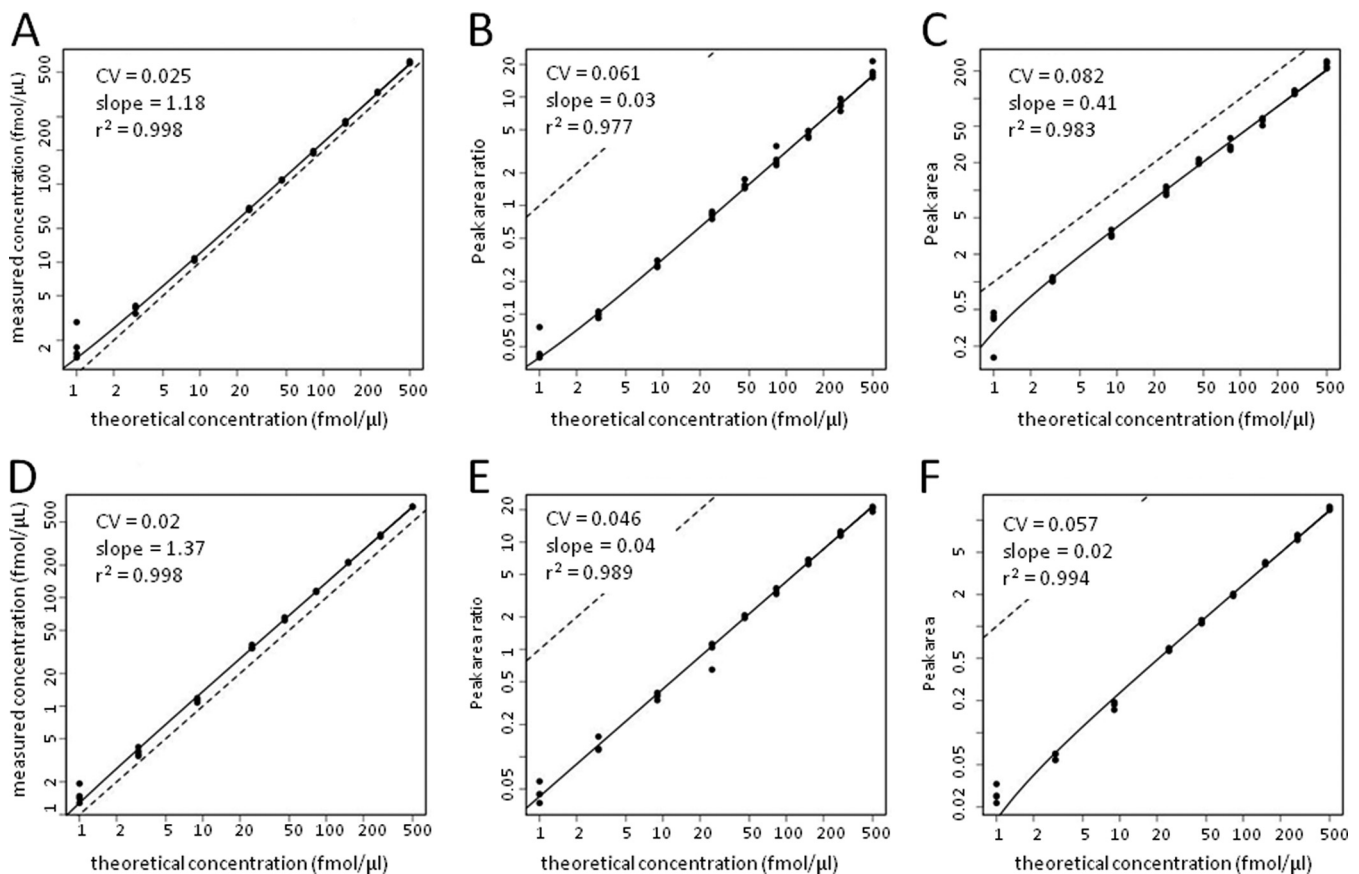 A
CV = 0.025
slope = 1.18
r² = 0.998
measured concentration (fmol/µL)
500
200
100
50
10
5
2
1 2 5 10 20 50 100 200 500
theoretical concentration (fmol/µl)
B
CV = 0.061
slope = 0.03
r² = 0.977
Peak area ratio
20
10
5
2
1
0.5
0.2
0.1
0.05
1 2 5 10 20 50 100 200 500
theoretical concentration (fmol/µl)
C
CV = 0.082
slope = 0.41
r² = 0.983
Peak area
200
50
20
5
2
0.5
0.2
1 2 5 10 20 50 100 200 500
theoretical concentration (fmol/µl)
D
CV = 0.02
slope = 1.37
r² = 0.998
measured concentration (fmol/µL)
500
200
100
50
20
10
5
2
1
1 2 5 10 20 50 100 200 500
theoretical concentration (fmol/µl)
E
CV = 0.046
slope = 0.04
r² = 0.989
Peak area ratio
20
10
5
2
1
0.5
0.2
0.05
1 2 5 10 20 50 100 200 500
theoretical concentration (fmol/µl)
F
CV = 0.057
slope = 0.02
r² = 0.994
Peak area
5
2
0.5
0.2
0.05
0.02
1 2 5 10 20 50 100 200 500
theoretical concentration (fmol/µl)